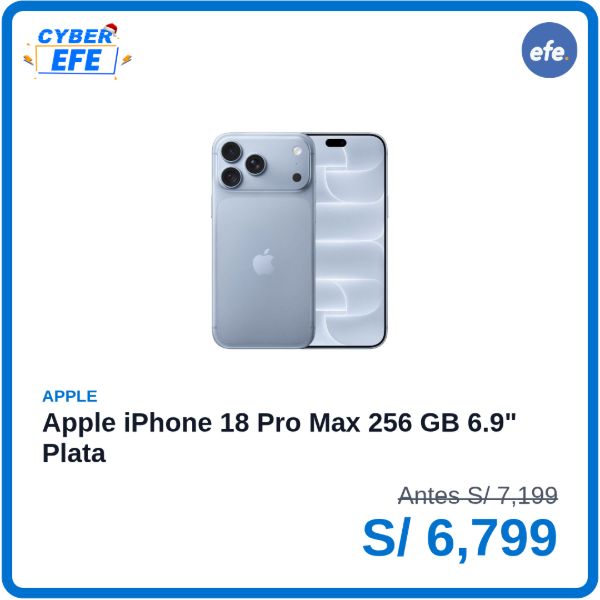 CYBER
EFE
efe.
APPLE
Apple iPhone 18 Pro Max 256 GB 6.9"
Plata
Antes S/ 7,199
S/ 6,799